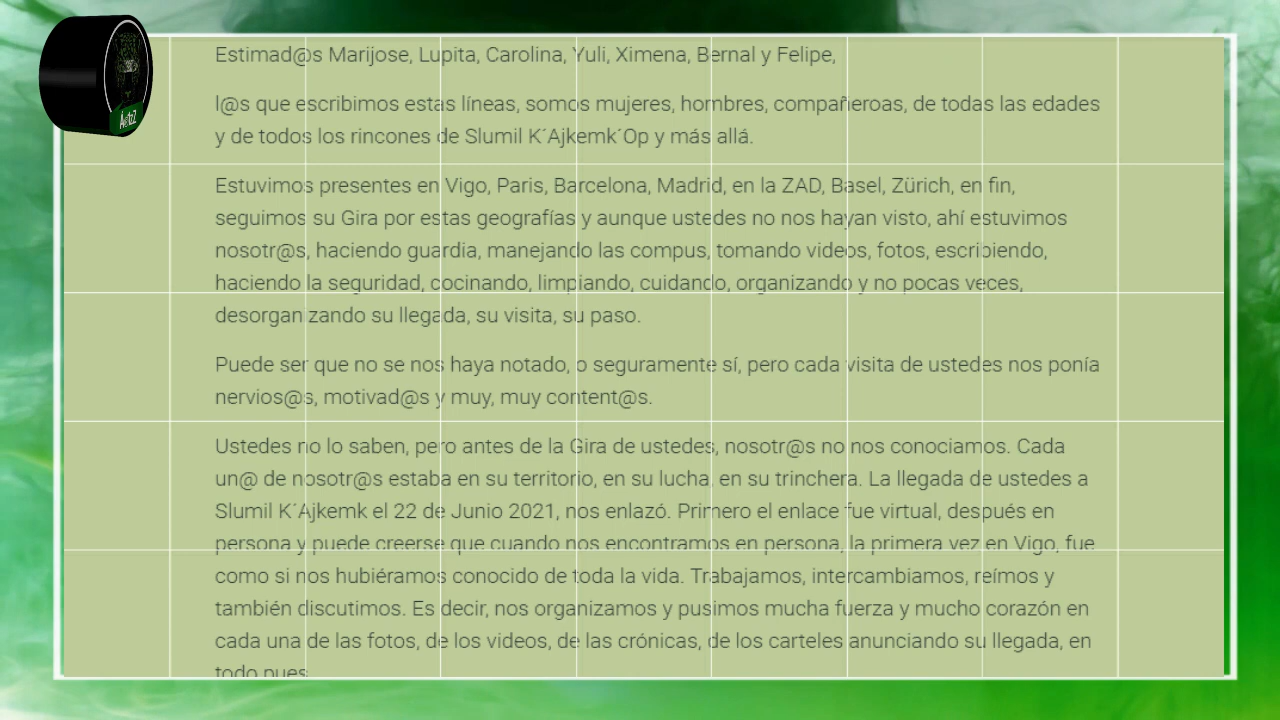 Estimad@s Marijose, Lupita, Carolina, Yuli, Ximena, Bernal y Felipe,
l@s que escribimos estas líneas, somos mujeres, hombres, compañeroas, de todas las edades
y de todos los rincones de Slumil K´Ajkemk´Op y más allá.
Estuvimos presentes en Vigo, Paris, Barcelona, Madrid, en la ZAD, Basel, Zürich, en fin,
seguimos su Gira por estas geografías y aunque ustedes no nos hayan visto, ahí estuvimos
nosotr@s, haciendo guardia, manejando las compus, tomando videos, fotos, escribiendo,
haciendo la seguridad, cocinando, limpiando, cuidando, organizando y no pocas veces,
desorganizando su llegada, su visita, su paso.
Puede ser que no se nos haya notado, o seguramente sí, pero cada visita de ustedes nos ponía
nervios@s, motivad@s y muy, muy content@s.
Ustedes no lo saben, pero antes de la Gira de ustedes, nosotr@s no nos conociamos. Cada
un@ de nosotr@s estaba en su territorio, en su lucha, en su trinchera. La llegada de ustedes a
Slumil K´Ajkemk el 22 de Junio 2021, nos enlazó. Primero el enlace fue virtual, después en
persona y puede creerse que cuando nos encontramos en persona, la primera vez en Vigo, fue
como si nos hubiéramos conocido de toda la vida. Trabajamos, intercambiamos, reímos y
también discutimos. Es decir, nos organizamos y pusimos mucha fuerza y mucho corazón en
cada una de las fotos, de los videos, de las crónicas, de los carteles anunciando su llegada, en
todo pues